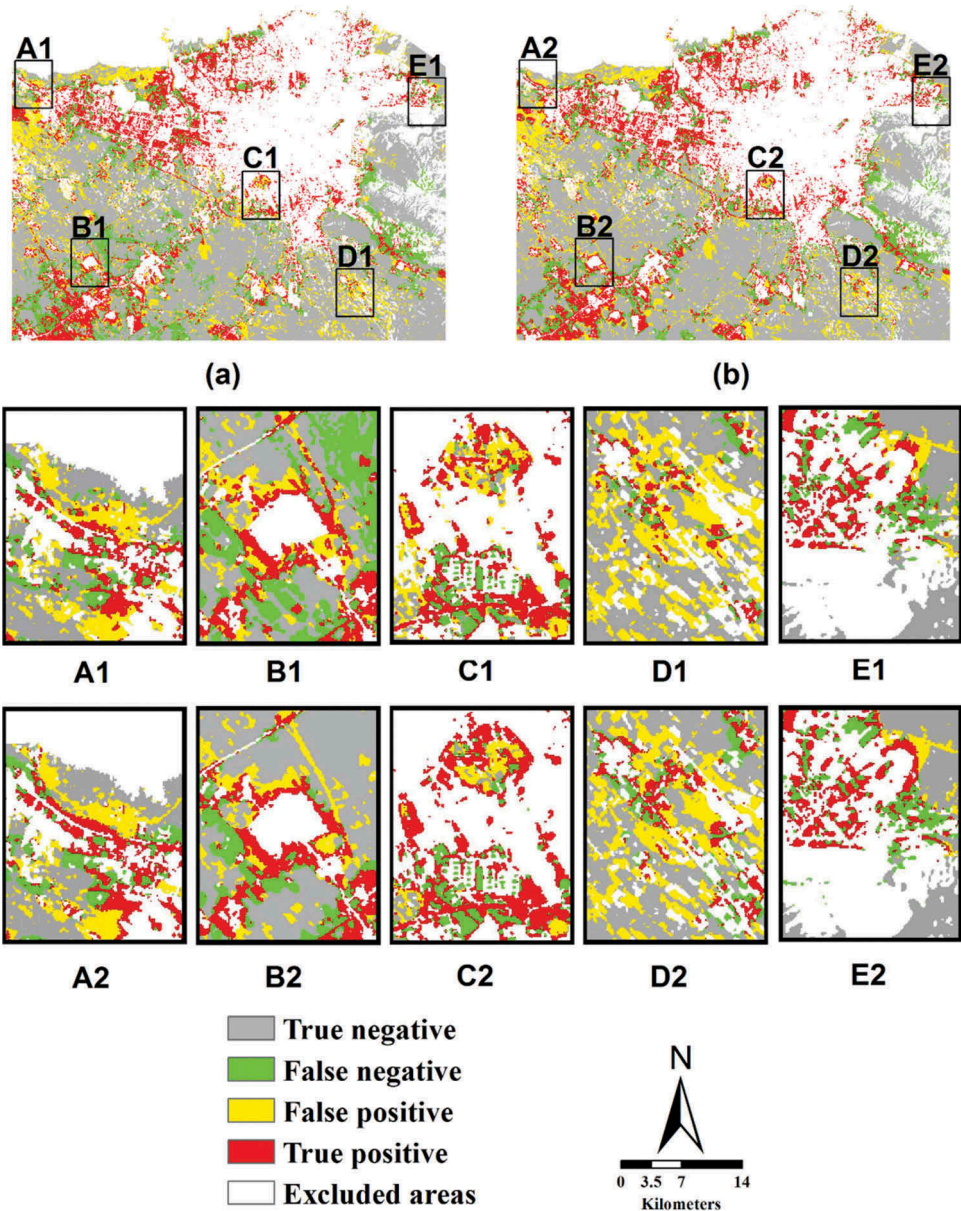 A1
E1
C1
B1
D1
A2
E2
C2
B2
D2
(a)
(b)
A1
B1
C1
D1
E1
A2
B2
C2
D2
E2
True negative
False negative
False positive
True positive
Excluded areas
N
0 3.5 7 14
Kilometers